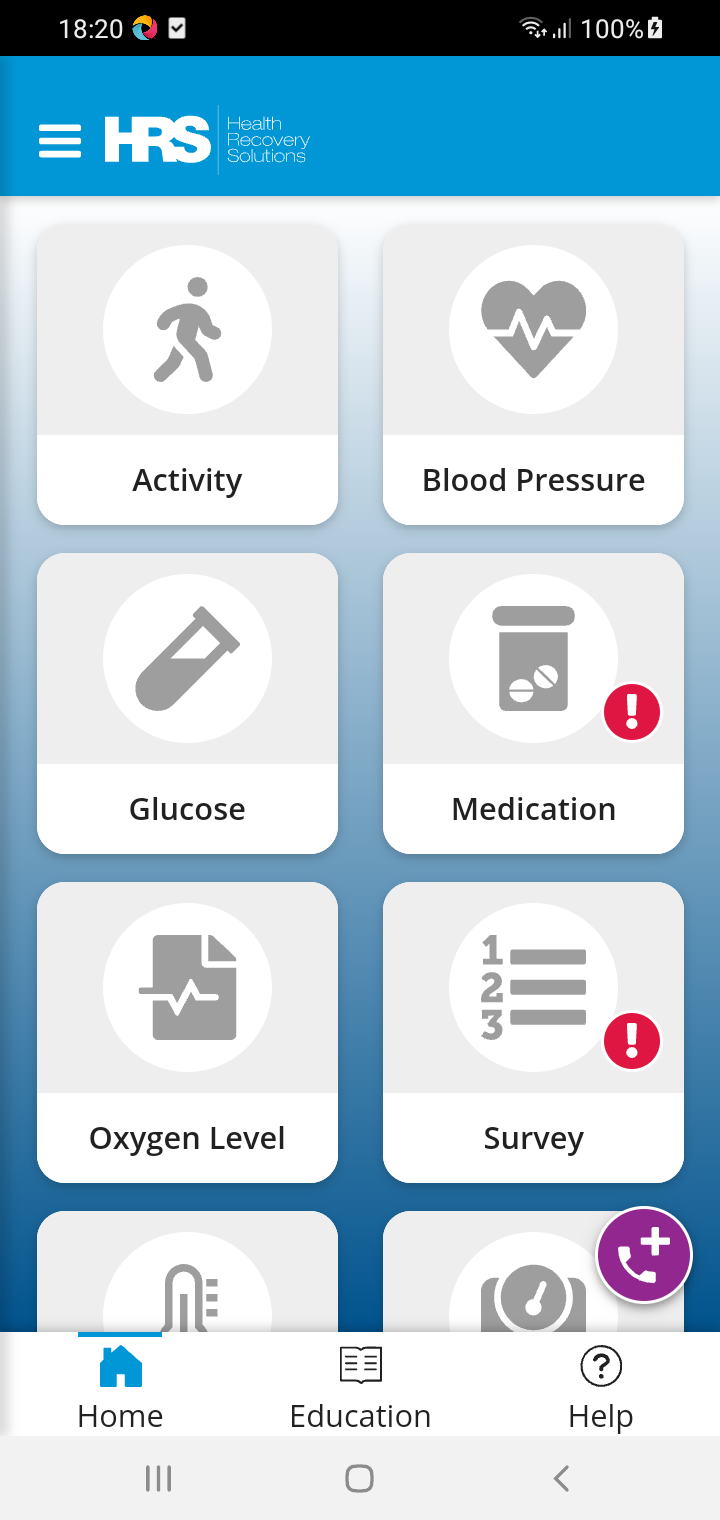 18:20
100%
HRS
Health
Recovery
Solutions
Activity
Blood Pressure
Glucose
Medication
!
Oxygen Level
1
2
3
!
Survey
Home
Education
?
Help